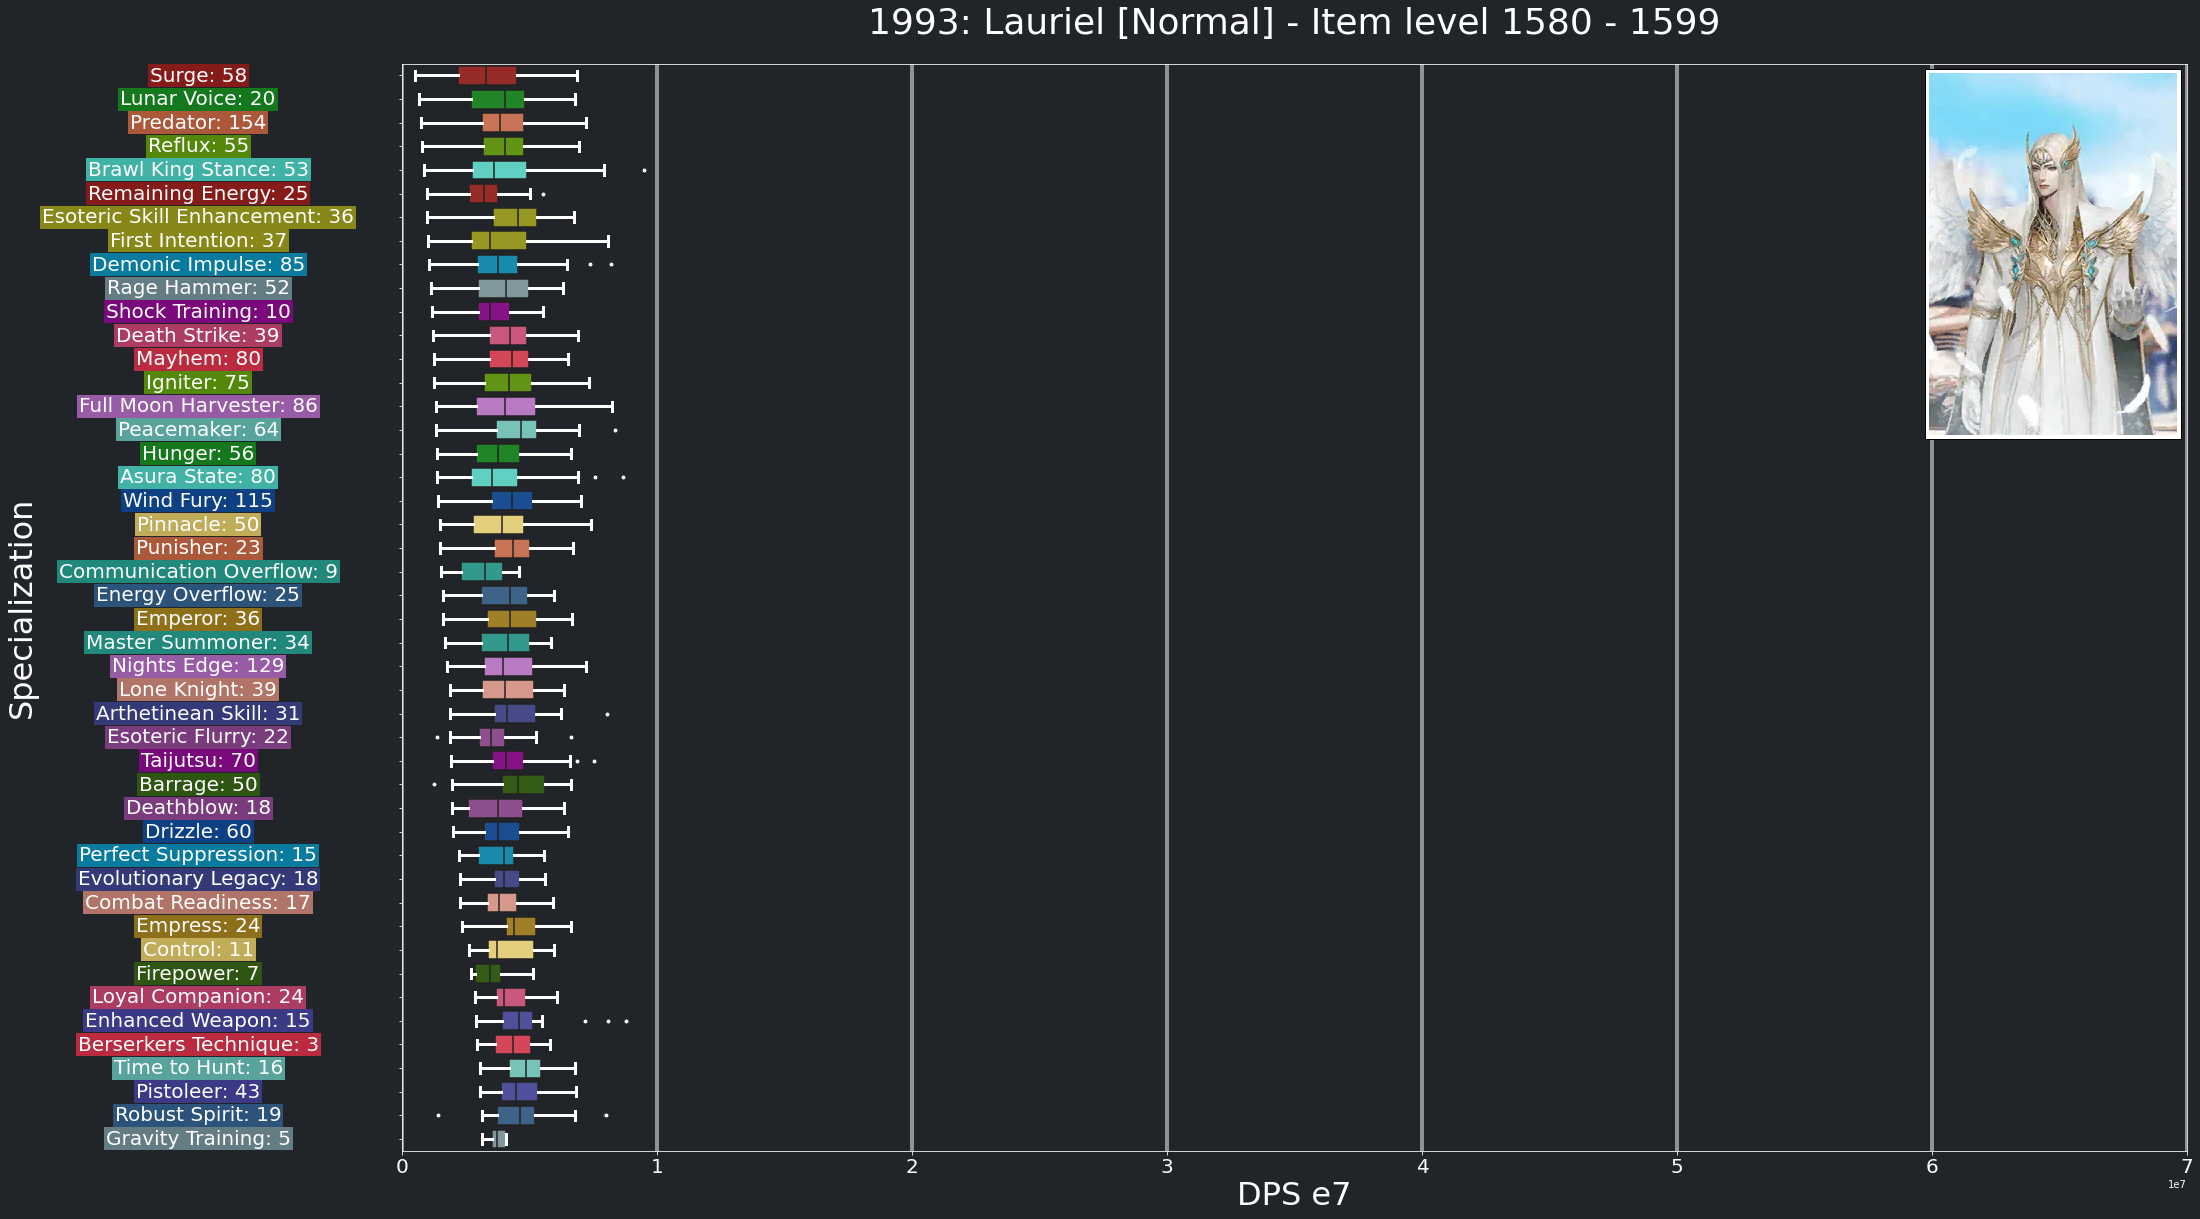 1993: Lauriel [Normal] - Item level 1580 - 1599
Specialization
Surge: 58
Lunar Voice: 20
Predator: 154
Reflux: 55
Brawl King Stance: 53
Remaining Energy: 25
Esoteric Skill Enhancement: 36
First Intention: 37
Demonic Impulse: 85
Rage Hammer: 52
Shock Training: 10
Death Strike: 39
Mayhem: 80
Igniter: 75
Full Moon Harvester: 86
Peacemaker: 64
Hunger: 56
Asura State: 80
Wind Fury: 115
Pinnacle: 50
Punisher: 23
Communication Overflow: 9
Energy Overflow: 25
Emperor: 36
Master Summoner: 34
Nights Edge: 129
Lone Knight: 39
Arthetinean Skill: 31
Esoteric Flurry: 22
Taijutsu: 70
Barrage: 50
Deathblow: 18
Drizzle: 60
Perfect Suppression: 15
Evolutionary Legacy: 18
Combat Readiness: 17
Empress: 24
Control: 11
Firepower: 7
Loyal Companion: 24
Enhanced Weapon: 15
Berserkers Technique: 3
Time to Hunt: 16
Pistoleer: 43
Robust Spirit: 19
Gravity Training: 5
0 1 2 3 4 5 6 7
1e7
DPS e7